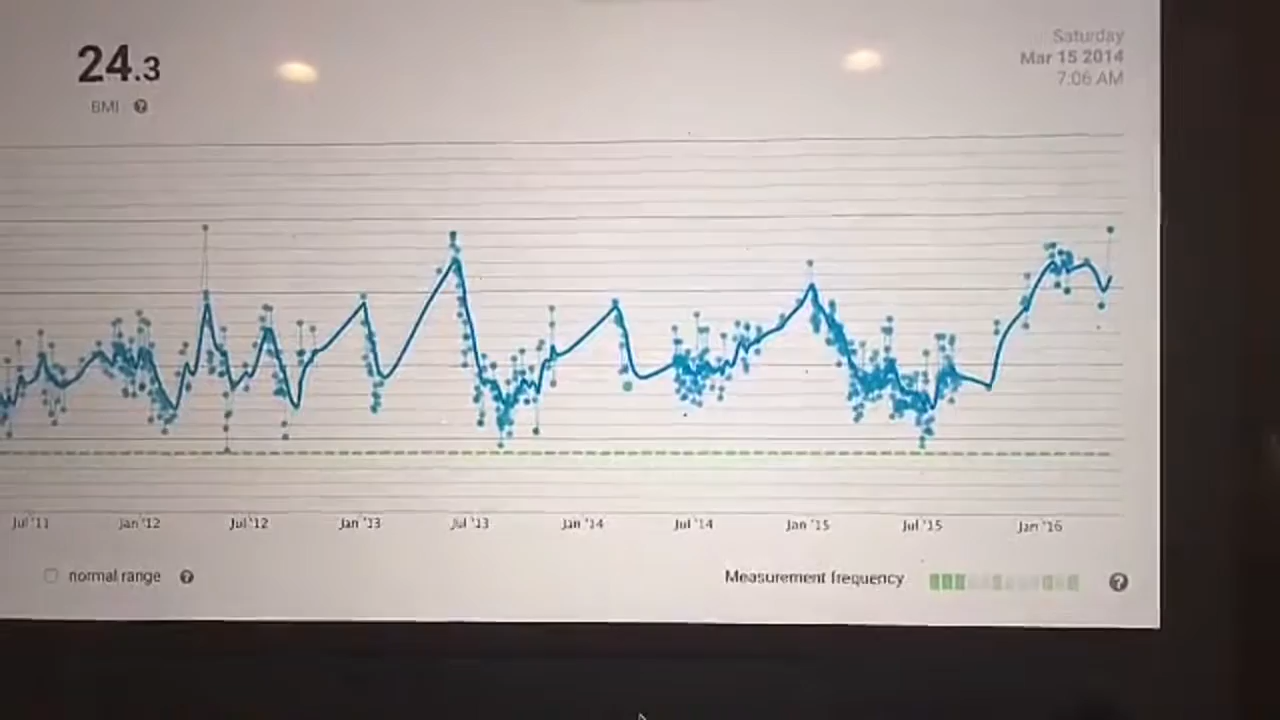 24.3
BMI ?
Saturday
Mar 15 2014
7:06 AM
Jul '11 Jan '12 Jul '12 Jan '13 Jul '13 Jan '14 Jul '14 Jan '15 Jul '15 Jan '16
normal range ?
Measurement frequency ?